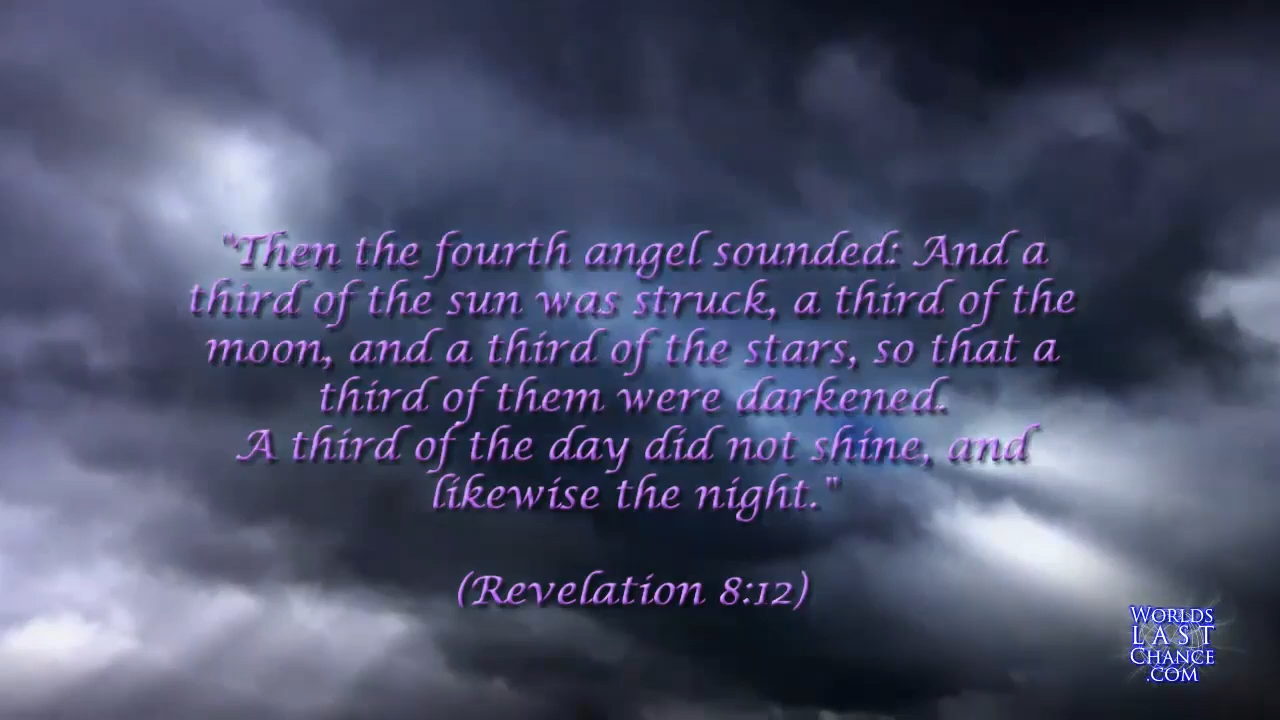 "Then the fourth angel sounded: And a
third of the sun was struck, a third of the
moon, and a third of the stars, so that a
third of them were darkened.
A third of the day did not shine, and
likewise the night."
(Revelation 8:12)
WORLDS
LAST
CHANCE
.COM